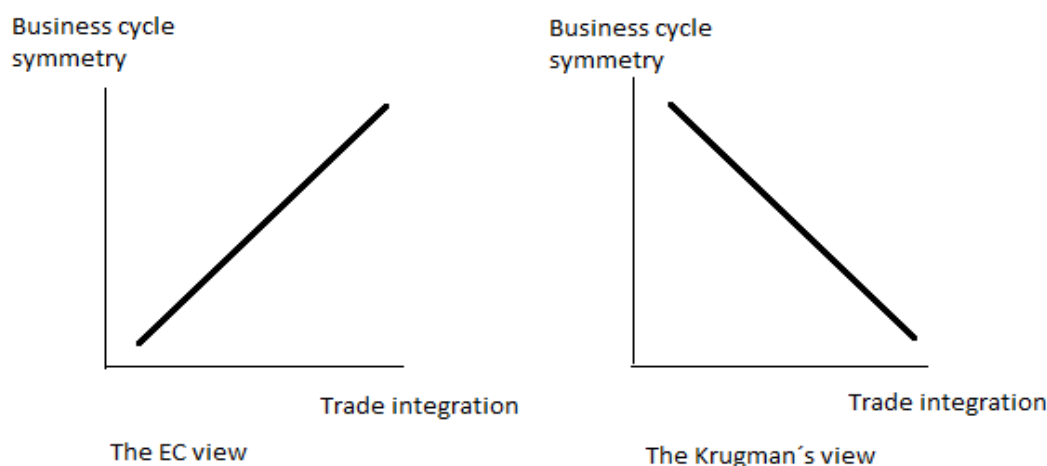 Business cycle
symmetry
Trade integration
The EC view
Business cycle
symmetry
Trade integration
The Krugman´s view